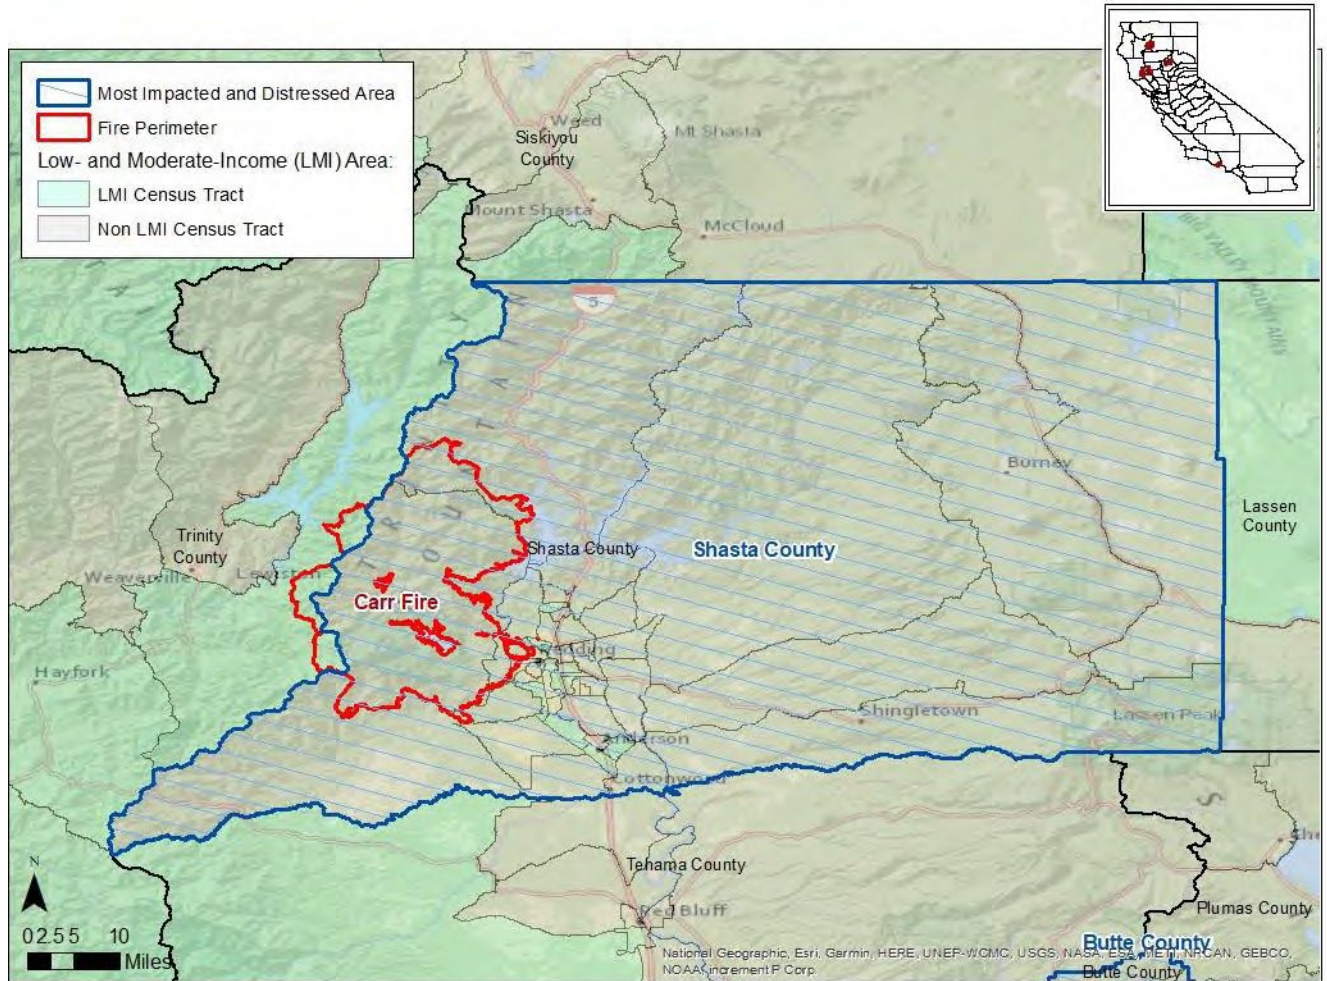 Most Impacted and Distressed Area
Fire Perimeter
Low- and Moderate-Income (LMI) Area:
LMI Census Tract
Non LMI Census Tract
Weed
Siskiyou
County
Mt Shasta
Mount Shasta
McCloud
5
Burney
Lassen
County
Trinity
County
Shasta County
Shasta County
Weaverville
Lewiston
Carr Fire
Redding
Hayfork
Shingletown
Lassen Peak
Anderson
Cottonwood
Tehama County
Red Bluff
Plumas County
Butte County
Butte County
N
0 2.5 5 10
Miles
National Geographic, Esri, Garmin, HERE, UNEP-WCMC, USGS, NASA, ESA, METI, NRCAN, GEBCO,
NOAA, increment P Corp.